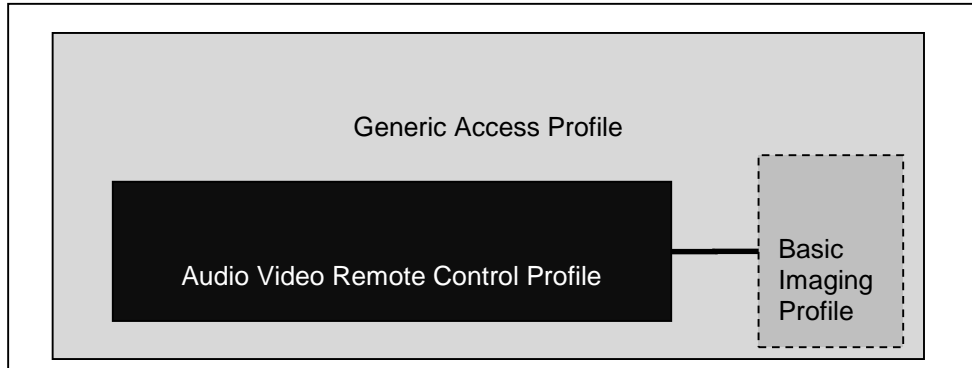 Generic Access Profile
Audio Video Remote Control Profile
Basic
Imaging
Profile